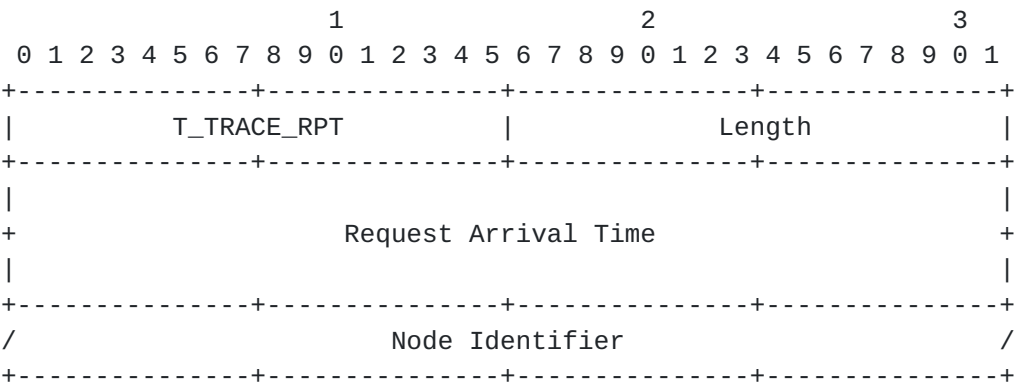 1                   2                   3
 0 1 2 3 4 5 6 7 8 9 0 1 2 3 4 5 6 7 8 9 0 1 2 3 4 5 6 7 8 9 0 1
+---------------+---------------+---------------+---------------+
|          T_TRACE_RPT          |             Length            |
+---------------+---------------+---------------+---------------+
|                                                               |
+                     Request Arrival Time                      +
|                                                               |
+---------------+---------------+---------------+---------------+
/                        Node Identifier                        /
+---------------+---------------+---------------+---------------+